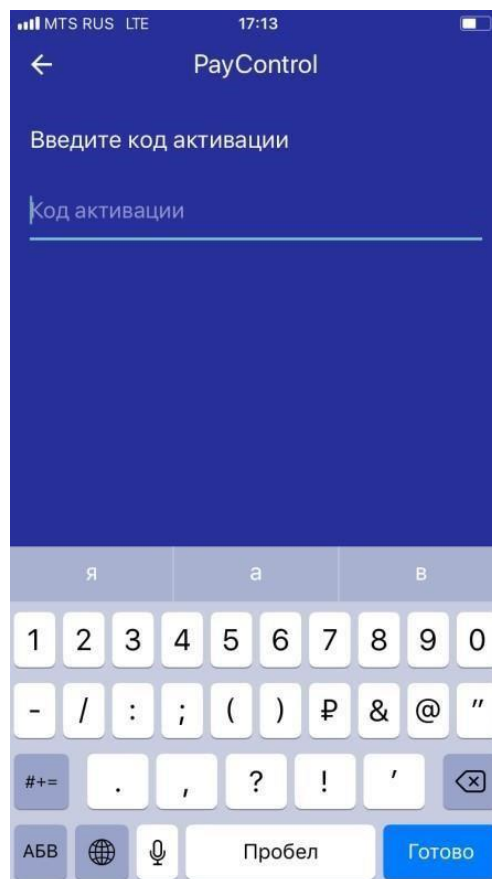 MTS RUS LTE 17:13
PayControl
Введите код активации
Код активации
я а в
1 2 3 4 5 6 7 8 9 0
- / : ; ( ) ₽ & @ "
#+= . , ? ! '
АБВ Пробел Готово